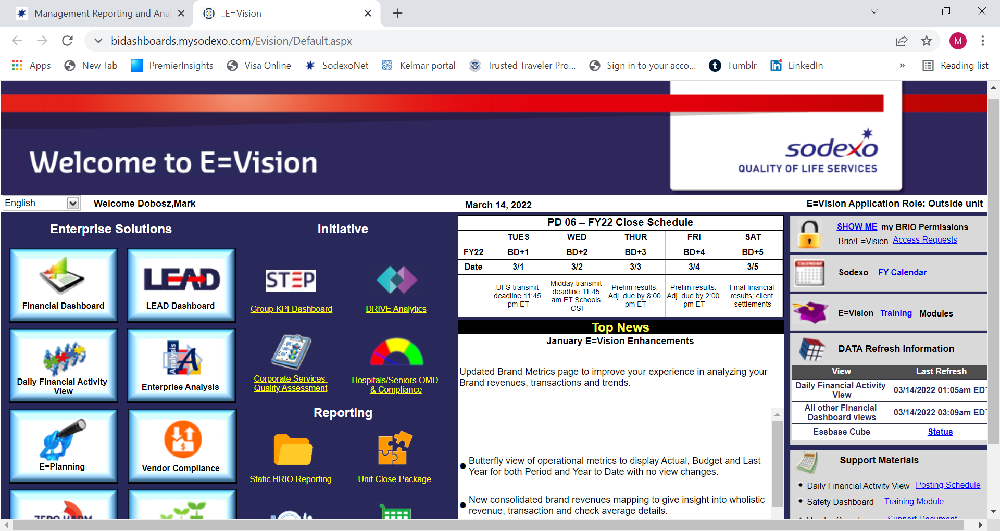 Management Reporting and Ana
..E=Vision
bidashboards.mysodexo.com/Evision/Default.aspx
M
Apps
New Tab
PremierInsights
Visa Online
SodexoNet
Kelmar portal
Trusted Traveler Pro...
Sign in to your acco...
Tumblr
LinkedIn
»
Reading list
Welcome to E=Vision
sodexo
QUALITY OF LIFE SERVICES
English
Welcome Dobosz,Mark
March 14, 2022
E=Vision Application Role: Outside unit
Enterprise Solutions
Financial Dashboard
LEAD
LEAD Dashboard
Daily Financial Activity
View
Analysis
A
Enterprise Analysis
E=Planning
Vendor Compliance
ZERO HARM
Initiative
STEP
Group KPI Dashboard
DRIVE Analytics
Corporate Services
Quality Assessment
Hospitals/Seniors OMD
& Compliance
Reporting
Static BRIO Reporting
Unit Close Package
PD 06 – FY22 Close Schedule
TUES WED THUR FRI SAT
FY22 BD+1 BD+2 BD+3 BD+4 BD+5
Date 3/1 3/2 3/3 3/4 3/5
UFS transmit
deadline 11:45
pm ET
Midday transmit
deadline 11:45
am ET Schools
OSI
Prelim results.
Adj. due by 8:00
pm ET
Prelim results.
Adj. due by 2:00
pm ET
Final financial
results; client
settlements
Top News
January E=Vision Enhancements
Updated Brand Metrics page to improve your experience in analyzing your
Brand revenues, transactions and trends.
Butterfly view of operational metrics to display Actual, Budget and Last
Year for both Period and Year to Date with no view changes.
New consolidated brand revenues mapping to give insight into wholistic
revenue, transaction and check average details.
SHOW ME my BRIO Permissions
Brio/E=Vision Access Requests
CALENDAR
Sodexo FY Calendar
E=Vision Training Modules
DATA Refresh Information
View Last Refresh
Daily Financial Activity
View
03/14/2022 01:05am EDT
All other Financial
Dashboard views
03/14/2022 03:09am EDT
Essbase Cube Status
Support Materials
Daily Financial Activity View Posting Schedule
Safety Dashboard Training Module
Support Document